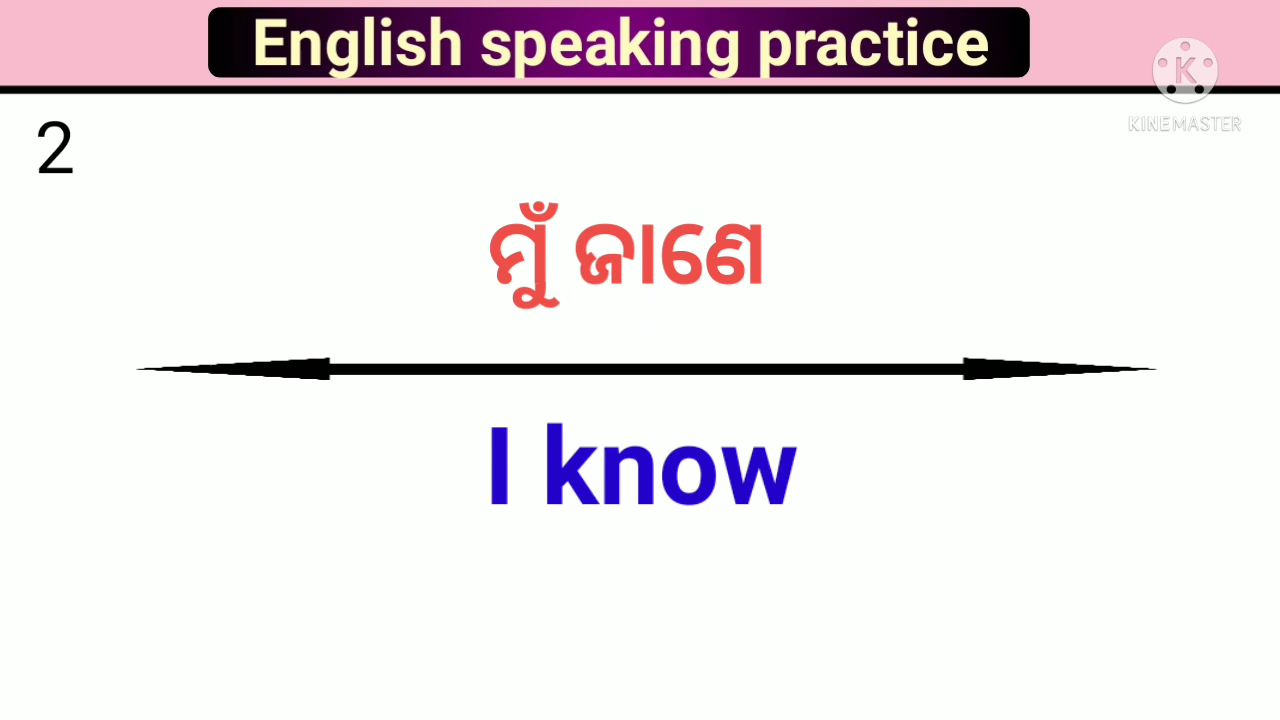 English speaking practice
K
KINEMASTER
2
ମୁଁ ଜାଣେ
I know